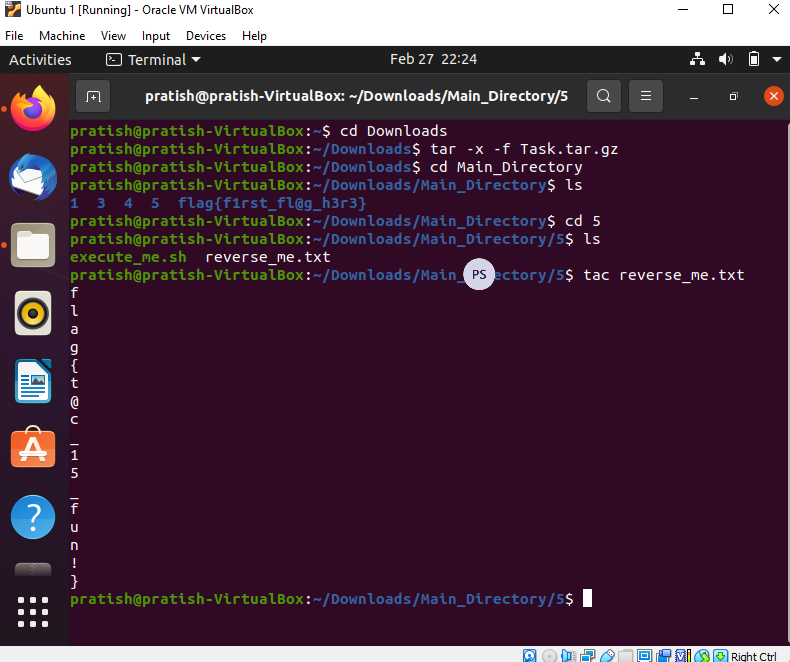 Ubuntu 1 [Running] - Oracle VM VirtualBox
File Machine View Input Devices Help
Activities Terminal Feb 27 22:24
pratish@pratish-VirtualBox: ~/Downloads/Main_Directory/5
pratish@pratish-VirtualBox:~$ cd Downloads
pratish@pratish-VirtualBox:~/Downloads$ tar -x -f Task.tar.gz
pratish@pratish-VirtualBox:~/Downloads$ cd Main_Directory
pratish@pratish-VirtualBox:~/Downloads/Main_Directory$ ls
1 3 4 5 flag{f1rst_fl@g_h3r3}
pratish@pratish-VirtualBox:~/Downloads/Main_Directory$ cd 5
pratish@pratish-VirtualBox:~/Downloads/Main_Directory/5$ ls
execute_me.sh reverse_me.txt
pratish@pratish-VirtualBox:~/Downloads/Main_PSectory/5$ tac reverse_me.txt
f
l
a
g
{
t
@
c
_
1
5
_
f
u
n
!
}
pratish@pratish-VirtualBox:~/Downloads/Main_Directory/5$
Right Ctrl